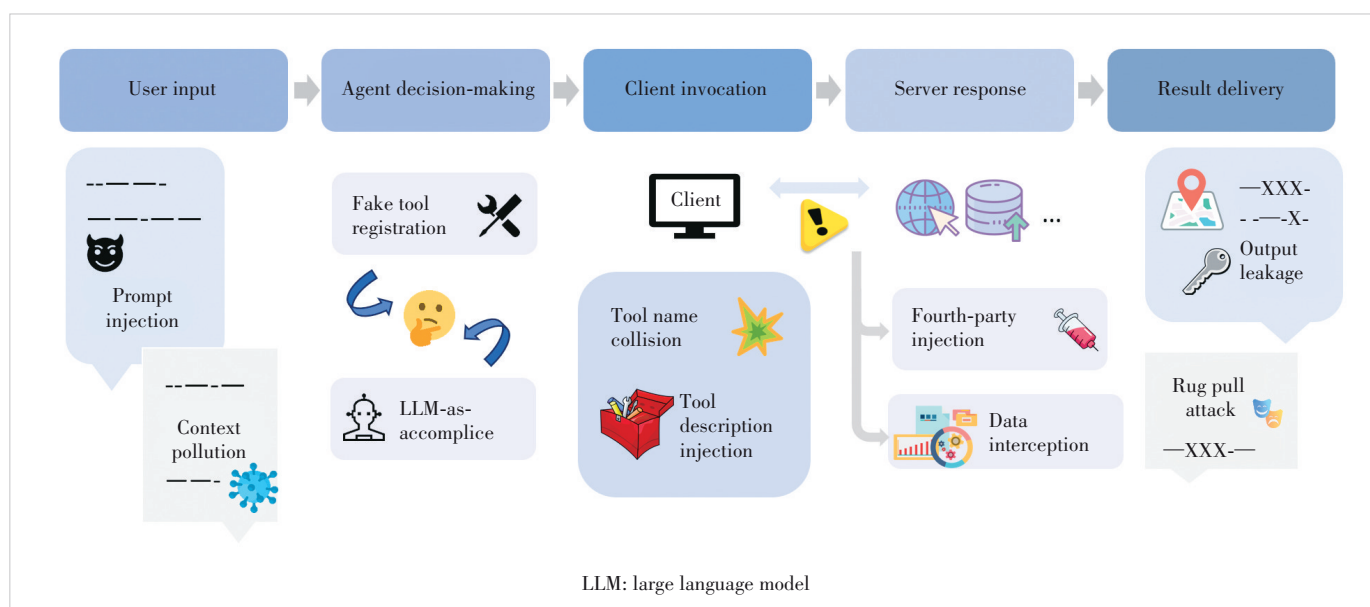 User input
Agent decision-making
Client invocation
Server response
Result delivery
Prompt
injection
Context
pollution
Fake tool
registration
LLM-as-
accomplice
Client
Tool name
collision
Tool
description
injection
...
Fourth-party
injection
Data
interception
—XXX-
- -—-X-
Output
leakage
Rug pull
attack
—XXX-—
LLM: large language model